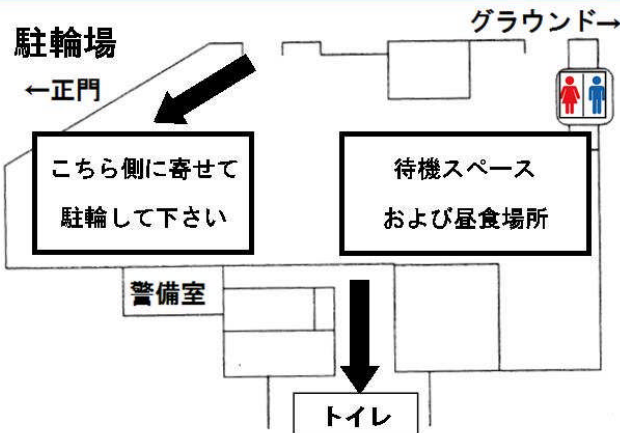 グラウンド→
駐輪場
←正門
こちら側に寄せて
駐輪して下さい
待機スペース
および昼食場所
警備室
トイレ